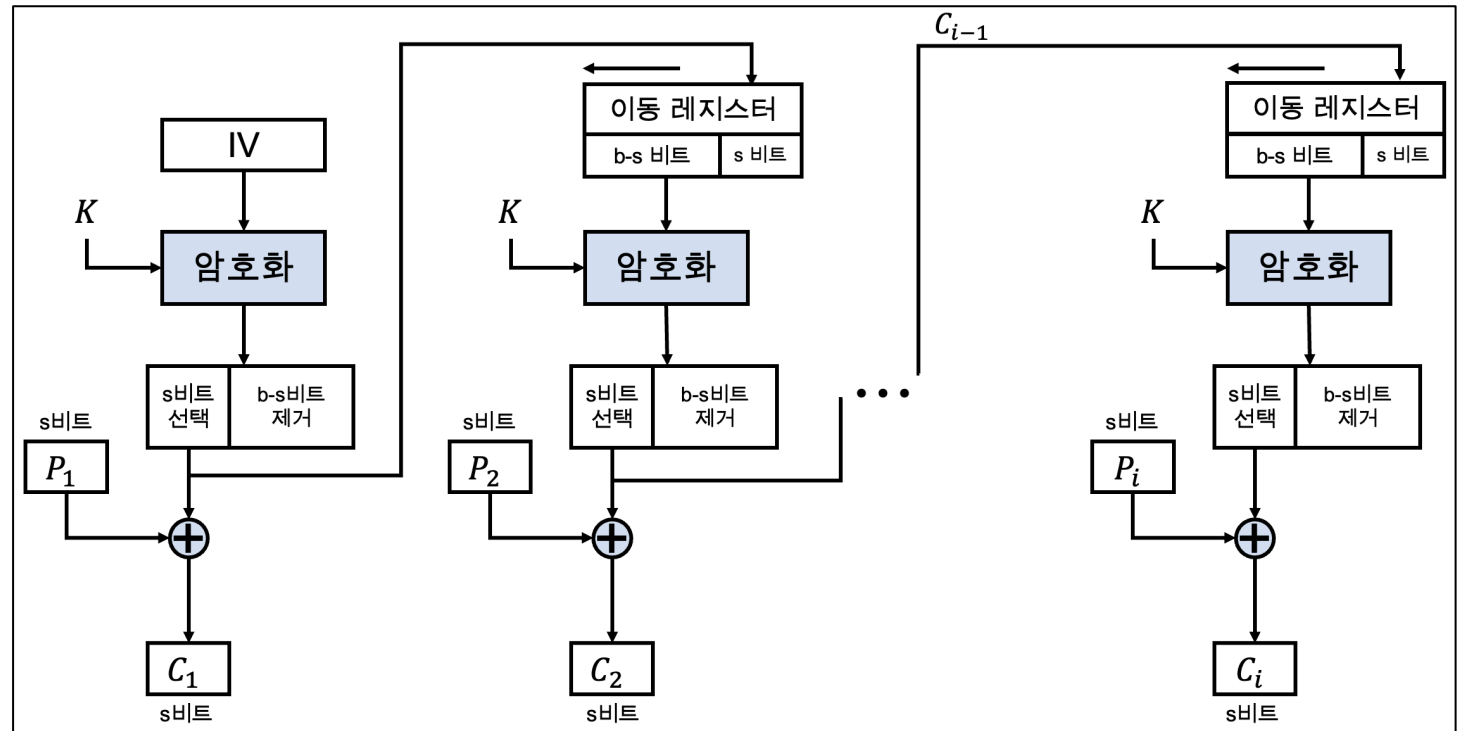 C_{i-1}
이동 레지스터
b-s 비트
s 비트
이동 레지스터
b-s 비트
s 비트
IV
K
K
K
암호화
암호화
암호화
s비트
선택
b-s비트
제거
s비트
선택
b-s비트
제거
s비트
선택
b-s비트
제거
...
s비트
P_1
s비트
P_2
s비트
P_i
C_1
s비트
C_2
s비트
C_i
s비트